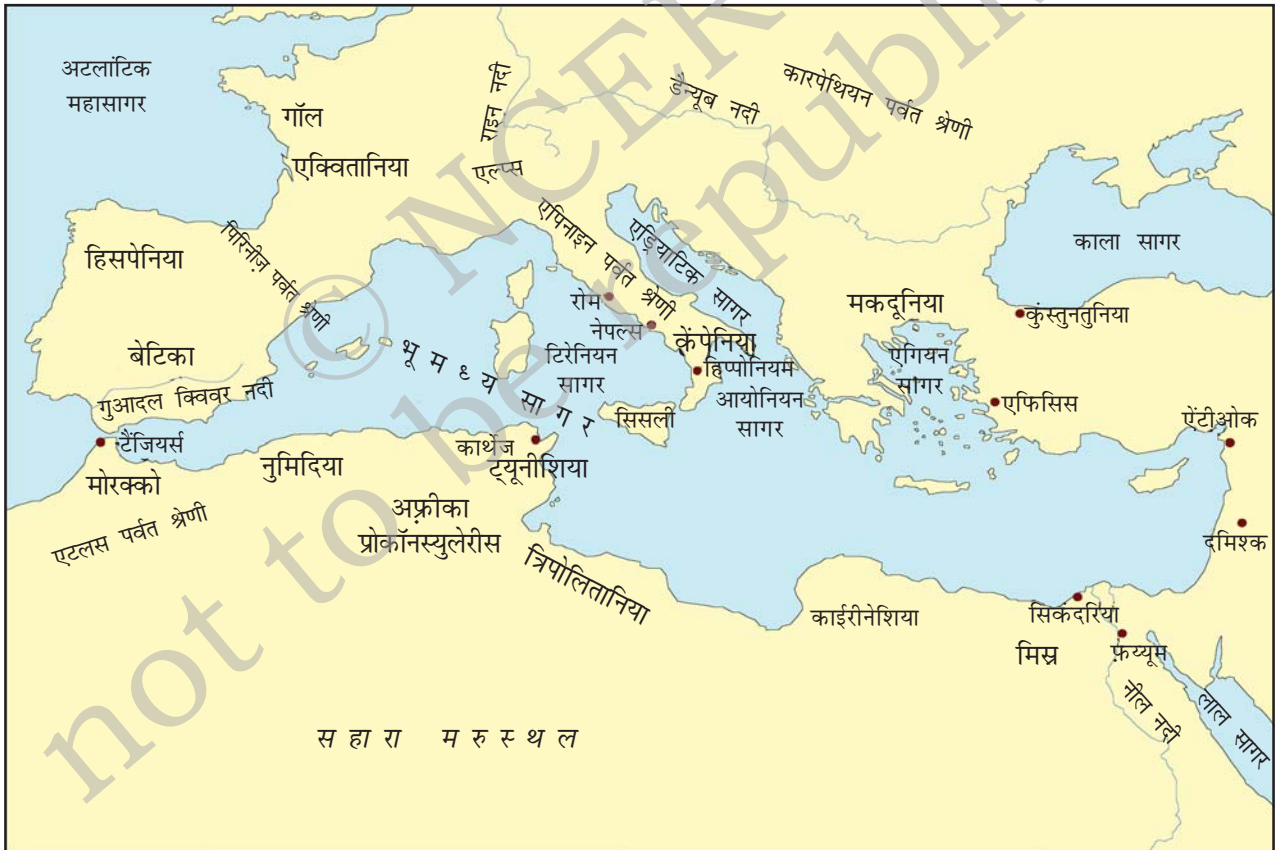 अटलांटिक
महासागर
गॉल
एक्वितानिया
राइन नदी
एल्प्स
डैन्यूब नदी
कारपेथियन पर्वत श्रेणी
हिसपेनिया
पिरिनीज़ पर्वत श्रेणी
एपिनाइन पर्वत श्रेणी
एड्रियाटिक सागर
काला सागर
रोम
नेपल्स
केंपेनिया
मकदूनिया
कुंस्तुनतुनिया
बेटिका
गुआदल क्विवर नदी
भूमध्य सागर
टिरेनियन
सागर
हिप्पोनियम
आयोनियन
सागर
एगियन
सागर
एफिसिस
ऐंटीओक
सिसली
टैंजियर्स
मोरक्को
एटलस पर्वत श्रेणी
नुमिदिया
कार्थेज
ट्यूनीशिया
अफ़्रीका
प्रोकॉनस्युलेरीस
त्रिपोलितानिया
दमिश्क
काईरीनेशिया
सिकंदरिया
मिस्र
फ़य्यूम
नील नदी
लाल सागर
सहारा मरुस्थल
© NCER
not to be republi